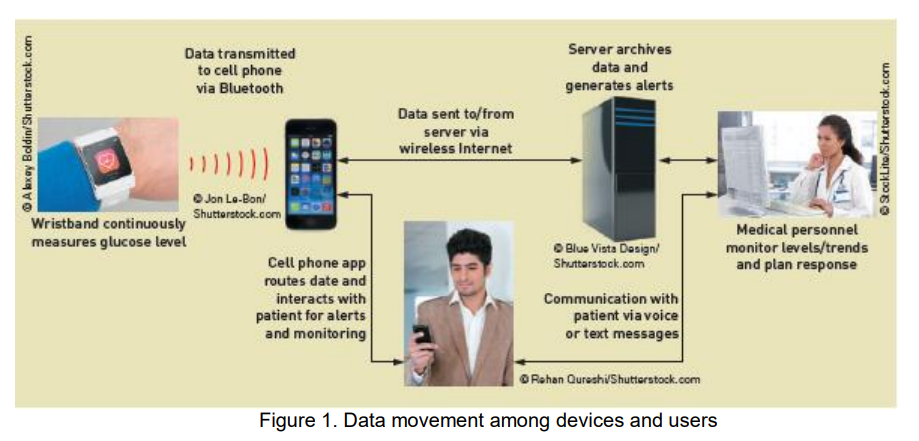 © Alexey Boldin/Shutterstock.com
Data transmitted
to cell phone
via Bluetooth
Server archives
data and
generates alerts
Data sent to/from
server via
wireless Internet
© StockLite/Shutterstock.com
© Jon Le-Bon/
Shutterstock.com
Wristband continuously
measures glucose level
© Blue Vista Design/
Shutterstock.com
Medical personnel
monitor levels/trends
and plan response
Cell phone app
routes date and
interacts with
patient for alerts
and monitoring
Communication with
patient via voice
or text messages
© Rehan Qureshi/Shutterstock.com
Figure 1. Data movement among devices and users